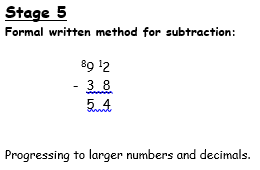 Stage 5
Formal written method for subtraction:
⁸9 ¹2
- 3 8
5 4
Progressing to larger numbers and decimals.